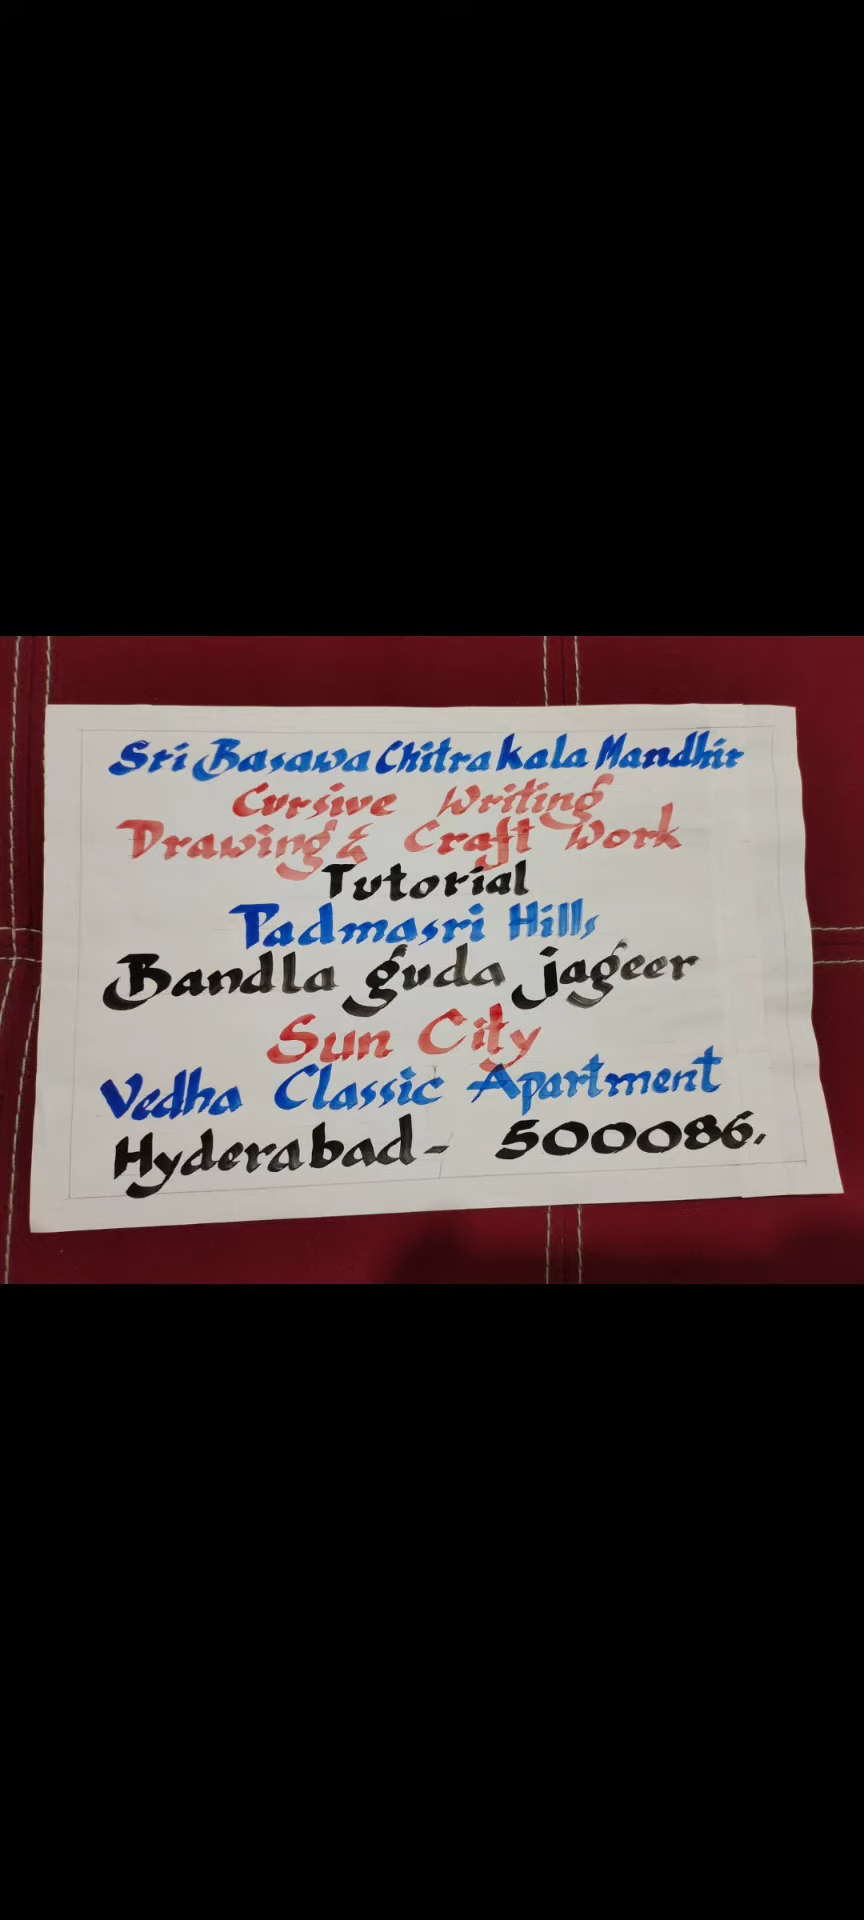 Sri Basava Chitra kala Mandhir
Cursive Writing
Drawing & Craft Work
Tutorial
Padmasri Hills
Bandla guda jageer
Sun City
Vedha Classic Apartment
Hyderabad - 500086.